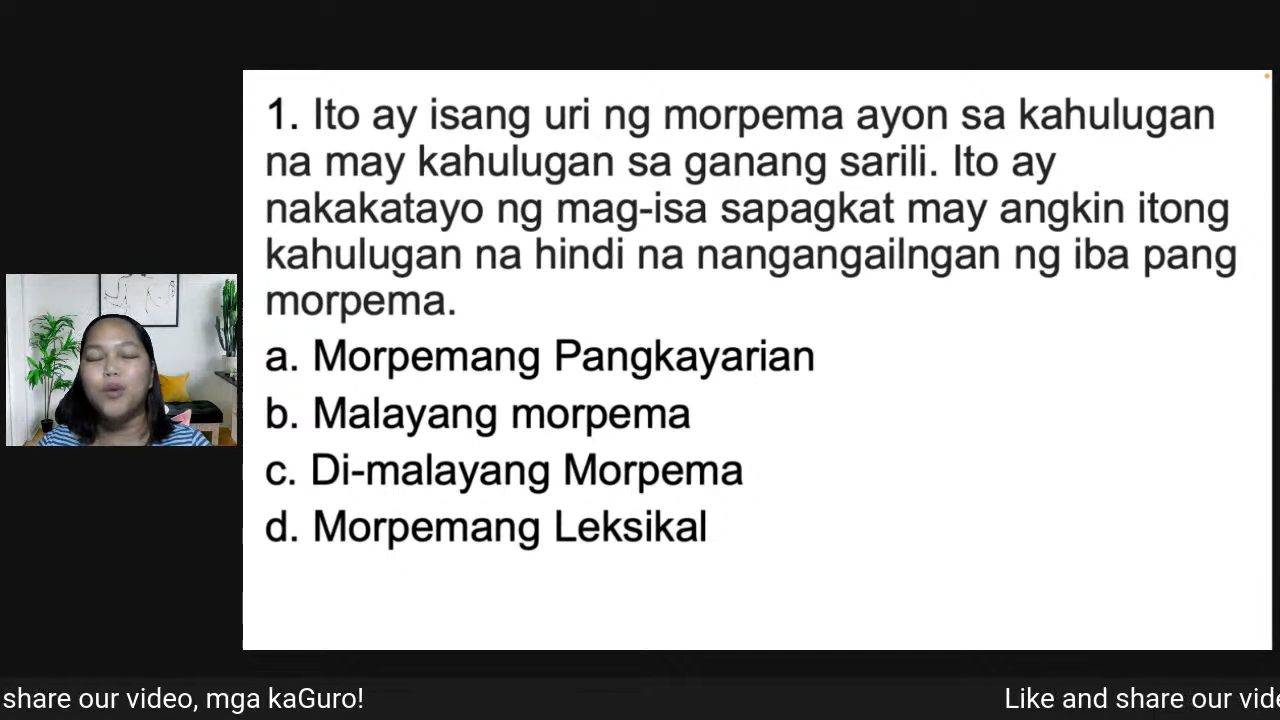 1. Ito ay isang uri ng morpema ayon sa kahulugan
na may kahulugan sa ganang sarili. Ito ay
nakakatayo ng mag-isa sapagkat may angkin itong
kahulugan na hindi na nangangailngan ng iba pang
morpema.
a. Morpemang Pangkayarian
b. Malayang morpema
c. Di-malayang Morpema
d. Morpemang Leksikal
share our video, mga kaGuro!
Like and share our vide